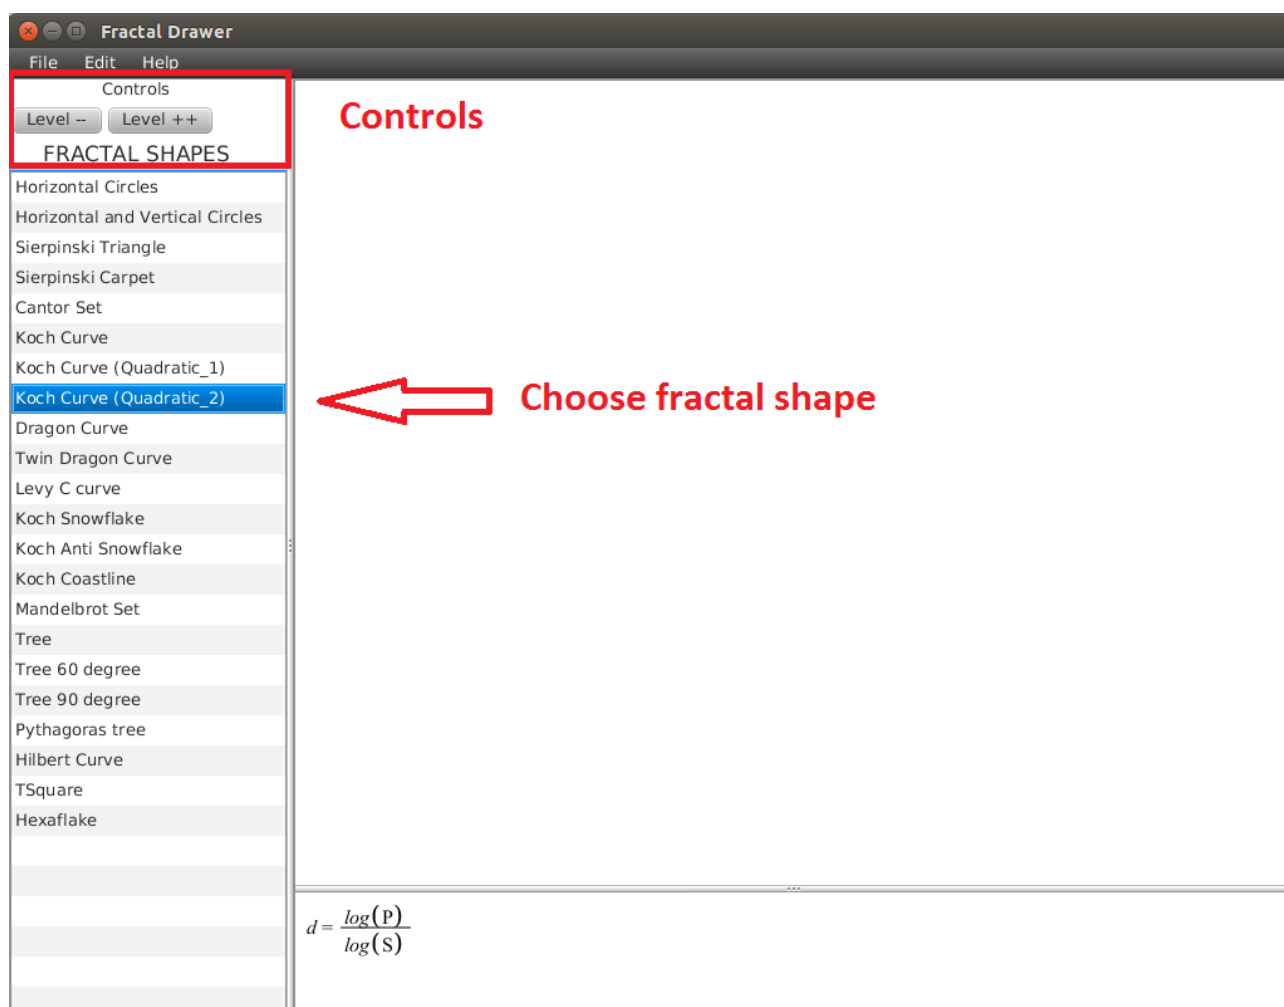 Fractal Drawer
File Edit Help
Controls
Level -- Level ++
FRACTAL SHAPES
Controls
Horizontal Circles
Horizontal and Vertical Circles
Sierpinski Triangle
Sierpinski Carpet
Cantor Set
Koch Curve
Koch Curve (Quadratic_1)
Koch Curve (Quadratic_2)
Choose fractal shape
Dragon Curve
Twin Dragon Curve
Levy C curve
Koch Snowflake
Koch Anti Snowflake
Koch Coastline
Mandelbrot Set
Tree
Tree 60 degree
Tree 90 degree
Pythagoras tree
Hilbert Curve
TSquare
Hexaflake
d = log(P)
log(S)